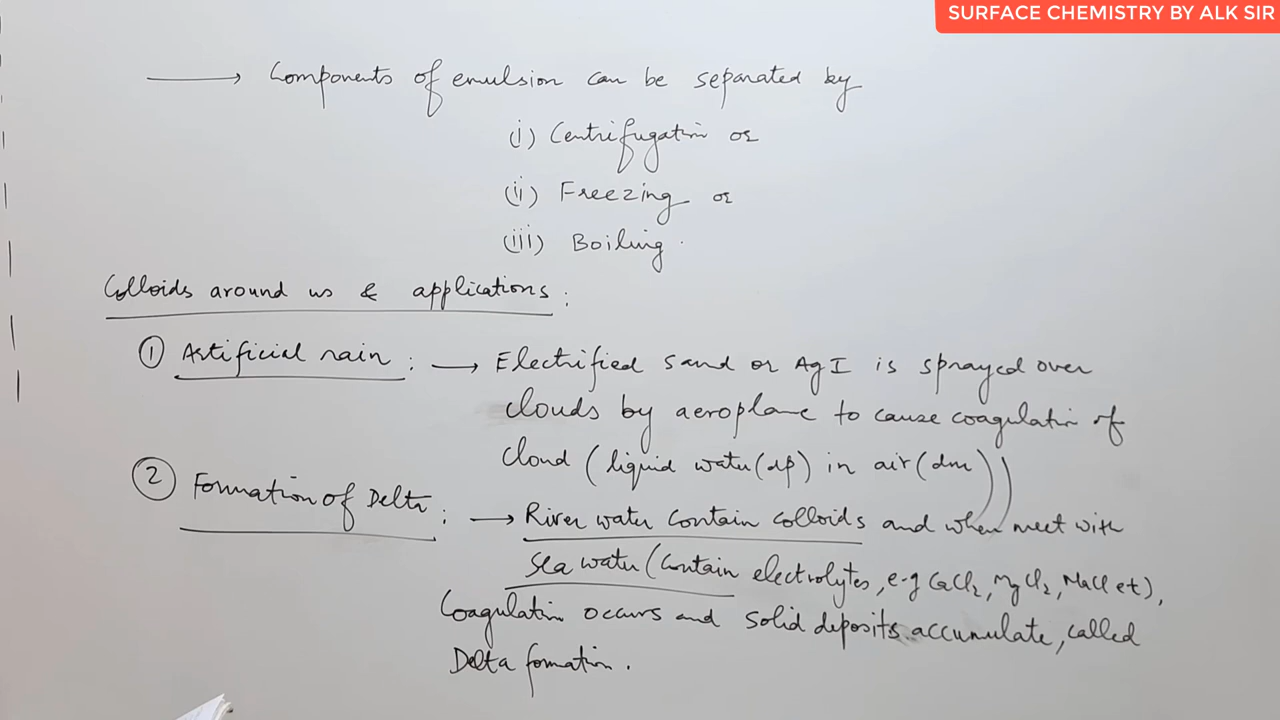 SURFACE CHEMISTRY BY ALK SIR
→ Components of emulsion can be separated by
(i) Centrifugation or
(ii) Freezing or
(iii) Boiling.
Colloids around us & applications :
① Artificial rain : → Electrified sand or AgI is sprayed over
clouds by aeroplane to cause coagulation of
cloud (liquid water(dp) in air(dm))
② Formation of Delta : → River water contain colloids and when meet with
sea water (contain electrolytes, e-g CaCl₂, MgCl₂, NaCl et),
Coagulation occurs and solid deposits accumulate, called
Delta formation.